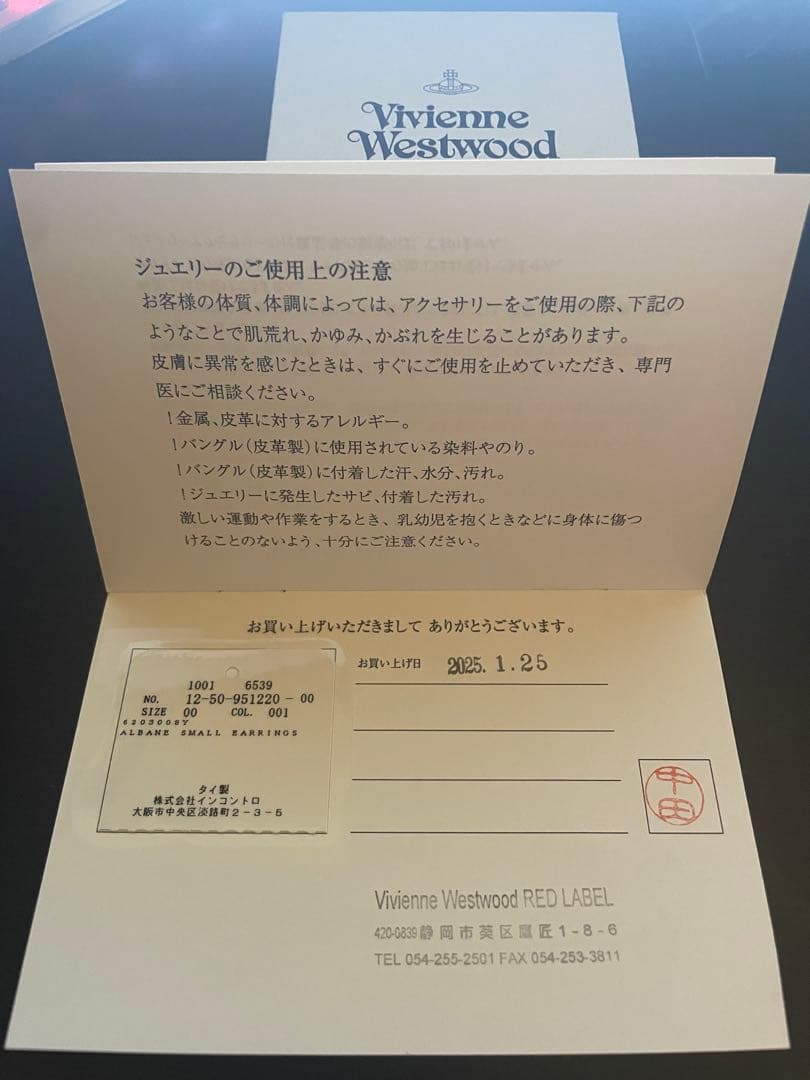 Vivienne
Westwood
ジュエリーのご使用上の注意
お客様の体質、体調によっては、アクセサリーをご使用の際、下記の
ようなことで肌荒れ、かゆみ、かぶれを生じることがあります。
皮膚に異常を感じたときは、すぐにご使用を止めていただき、専門
医にご相談ください。
!金属、皮革に対するアレルギー。
!バングル(皮革製)に使用されている染料やのり。
!バングル(皮革製)に付着した汗、水分、汚れ。
!ジュエリーに発生したサビ、付着した汚れ。
激しい運動や作業をするとき、乳幼児を抱くときなどに身体に傷つ
けることのないよう、十分にご注意ください。
お買い上げいただきまして ありがとうございます。
お買い上げ日 2025. 1.25
1001 6539
NO. 12-50-951220-00
SIZE 00 COL. 001
6203008Y
ALBANE SMALL EARRINGS
タイ製
株式会社インコントロ
大阪市中央区淡路町2-3-5
中田
Vivienne Westwood RED LABEL
420-0839 静岡市葵区鷹匠1-8-6
TEL 054-255-2501 FAX 054-253-3811